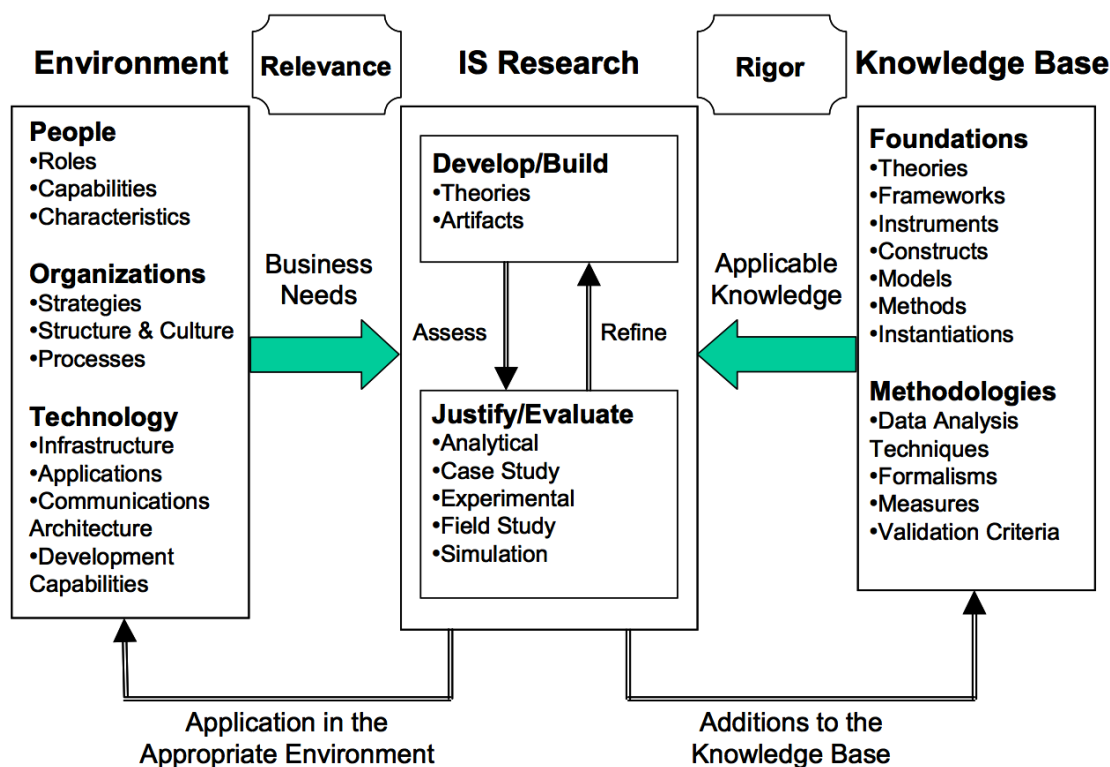 Environment
Relevance
IS Research
Rigor
Knowledge Base
People
•Roles
•Capabilities
•Characteristics
Organizations
•Strategies
•Structure & Culture
•Processes
Technology
•Infrastructure
•Applications
•Communications
Architecture
•Development
Capabilities
Business
Needs
Develop/Build
•Theories
•Artifacts
Assess
Refine
Justify/Evaluate
•Analytical
•Case Study
•Experimental
•Field Study
•Simulation
Applicable
Knowledge
Foundations
•Theories
•Frameworks
•Instruments
•Constructs
•Models
•Methods
•Instantiations
Methodologies
•Data Analysis
Techniques
•Formalisms
•Measures
•Validation Criteria
Application in the
Appropriate Environment
Additions to the
Knowledge Base